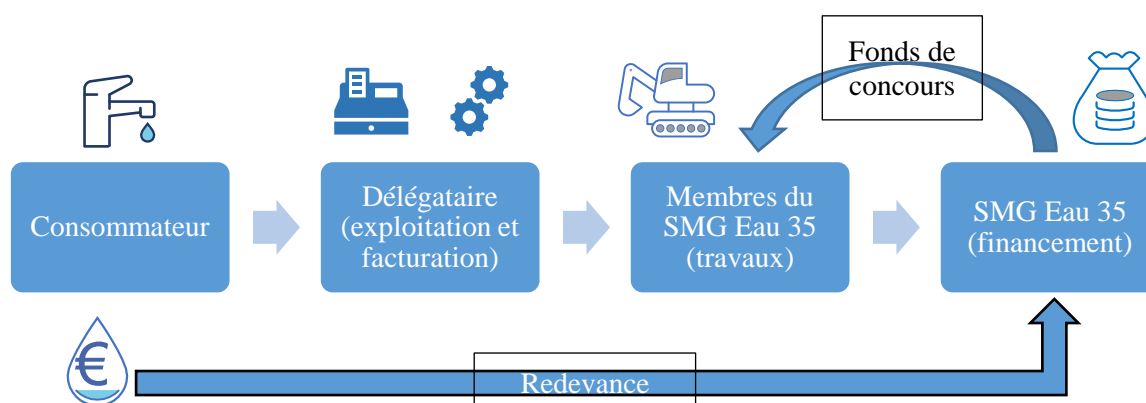 Fonds de
concours
Consommateur
Délégataire
(exploitation et
facturation)
Membres du
SMG Eau 35
(travaux)
SMG Eau 35
(financement)
€
Redevance